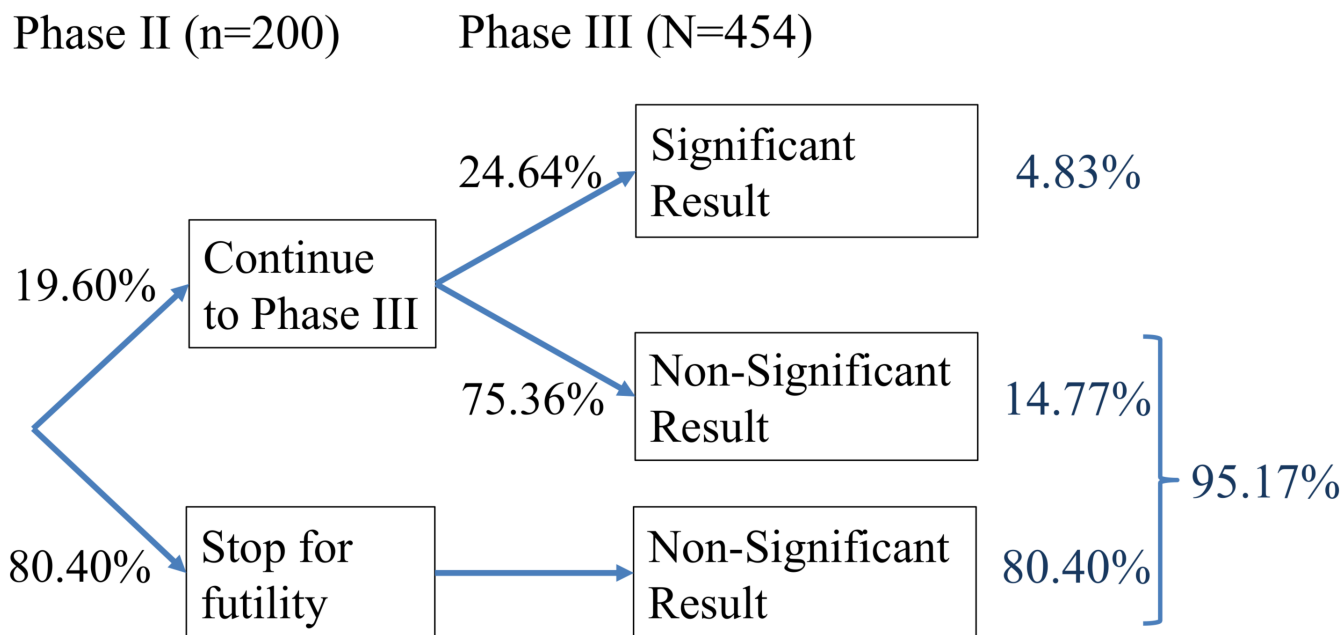 Phase II (n=200)
Phase III (N=454)
24.64%
Significant
Result
4.83%
19.60%
Continue
to Phase III
75.36%
Non-Significant
Result
14.77%
95.17%
80.40%
Stop for
futility
Non-Significant
Result
80.40%